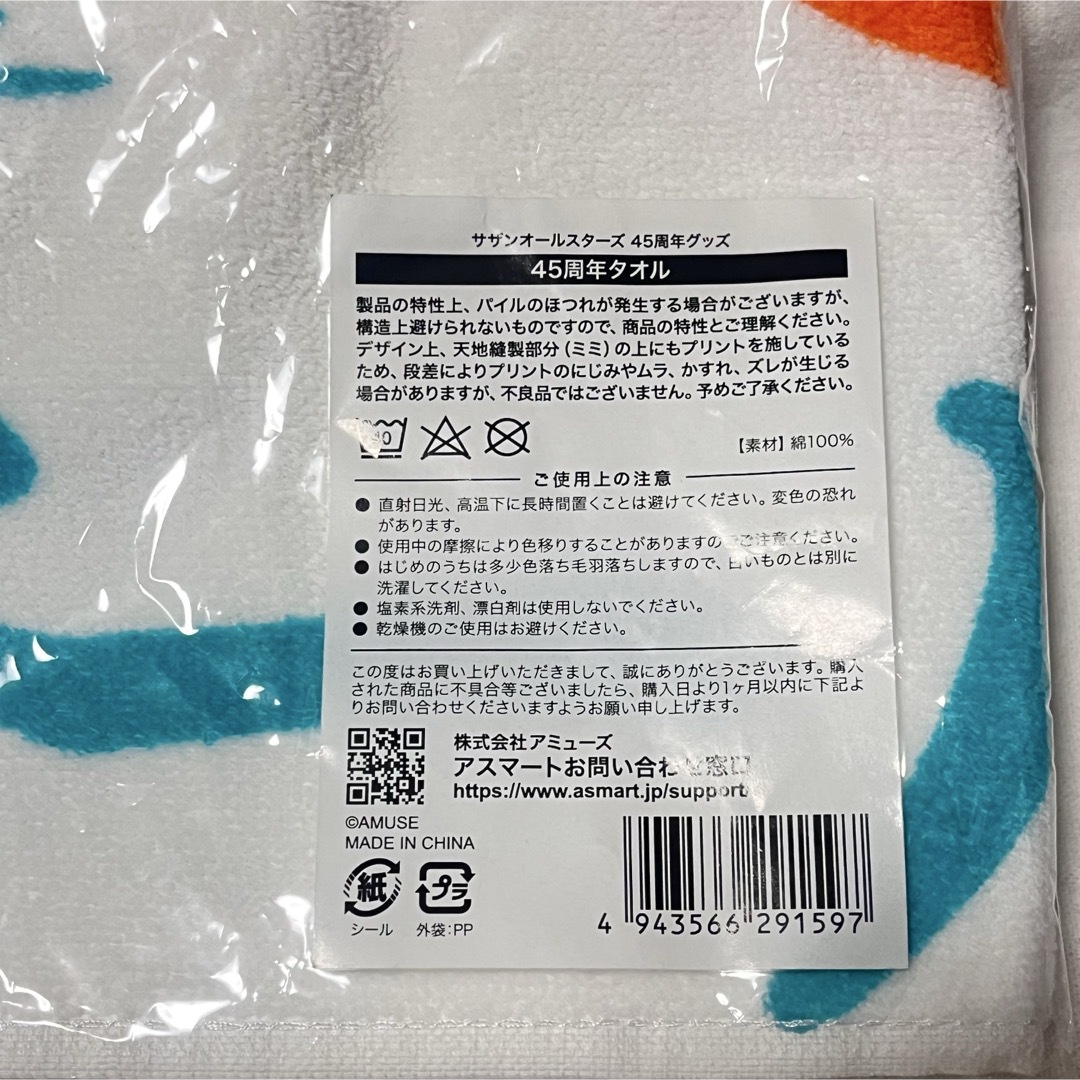 サザンオールスターズ 45周年グッズ
45周年タオル
製品の特性上、パイルのほつれが発生する場合がございますが、
構造上避けられないものですので、商品の特性とご理解ください。
デザイン上、天地縫製部分（ミミ）の上にもプリントを施している
ため、段差によりプリントのにじみやムラ、かすれ、ズレが生じる
場合がありますが、不良品ではございません。予めご了承ください。
40
【素材】綿100%
ご使用上の注意
● 直射日光、高温下に長時間置くことは避けてください。変色の恐れ
があります。
● 使用中の摩擦により色移りすることがありますのでご注意ください。
● はじめのうちは多少色落ち毛羽落ちしますので、白いものとは別に
洗濯してください。
● 塩素系洗剤、漂白剤は使用しないでください。
● 乾燥機のご使用はお避けください。
この度はお買い上げいただきまして、誠にありがとうございます。購入
された商品に不具合等ございましたら、購入日より1ヶ月以内に下記よ
りお問い合わせくださいますようお願い申し上げます。
株式会社アミューズ
アスマートお問い合わせ窓口
https://www.asmart.jp/support
©AMUSE
MADE IN CHINA
紙
プラ
シール
外袋:PP
4 943566 291597